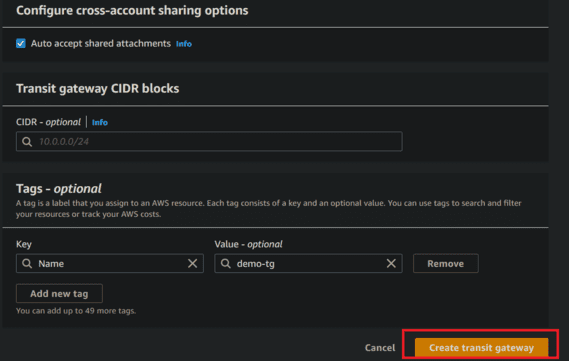 Configure cross-account sharing options
Auto accept shared attachments Info
Transit gateway CIDR blocks
CIDR - optional Info
10.0.0.0/24
Tags - optional
A tag is a label that you assign to an AWS resource. Each tag consists of a key and an optional value. You can use tags to search and filter
your resources or track your AWS costs.
Key Value - optional
Name demo-tg Remove
Add new tag
You can add up to 49 more tags.
Cancel Create transit gateway